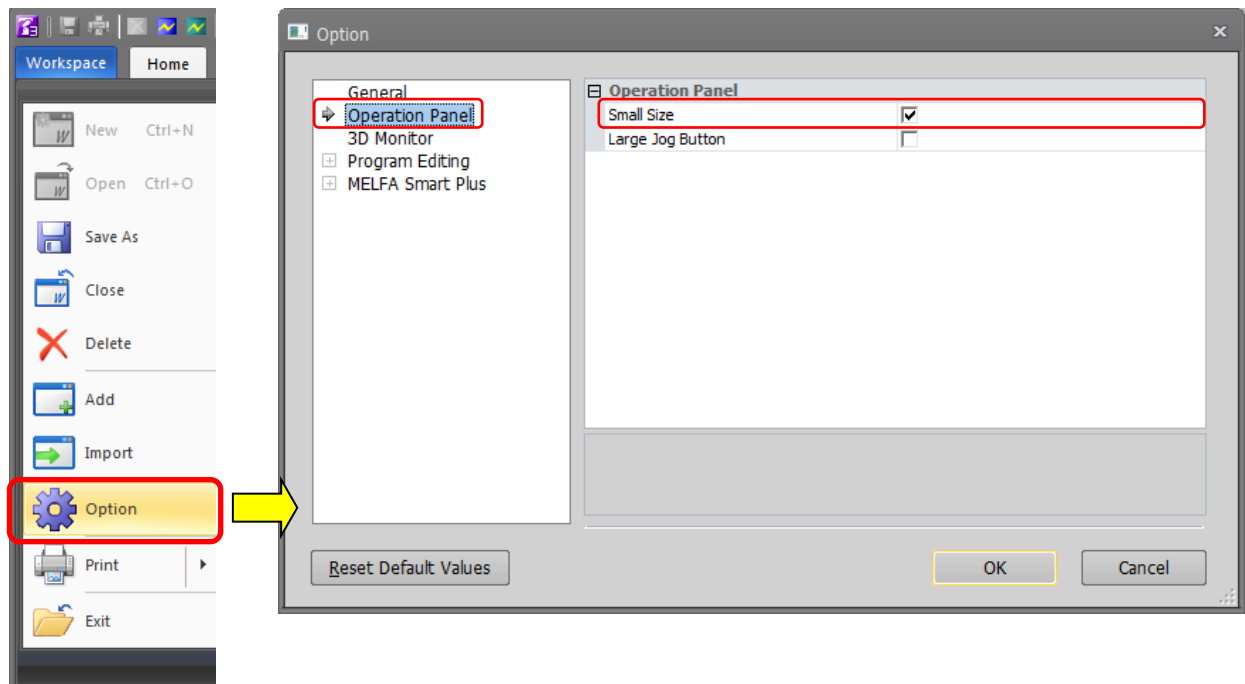 Workspace Home
New Ctrl+N
Open Ctrl+O
Save As
Close
Delete
Add
Import
Option
Print
Exit
Option
General
Operation Panel
3D Monitor
Program Editing
MELFA Smart Plus
Operation Panel
Small Size
Large Jog Button
Reset Default Values
OK
Cancel